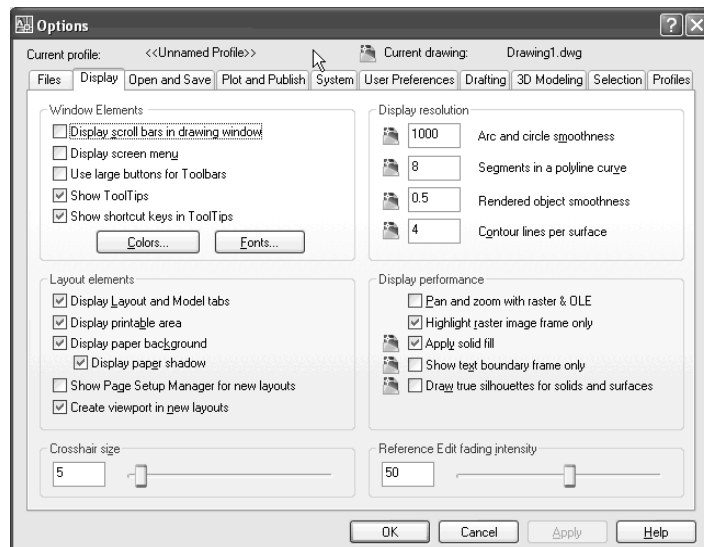 Options
Current profile: <<Unnamed Profile>> Current drawing: Drawing1.dwg
Files Display Open and Save Plot and Publish System User Preferences Drafting 3D Modeling Selection Profiles
Window Elements
Display scroll bars in drawing window
Display screen menu
Use large buttons for Toolbars
Show ToolTips
Show shortcut keys in ToolTips
Colors... Fonts...
Display resolution
1000 Arc and circle smoothness
8 Segments in a polyline curve
0.5 Rendered object smoothness
4 Contour lines per surface
Layout elements
Display Layout and Model tabs
Display printable area
Display paper background
Display paper shadow
Show Page Setup Manager for new layouts
Create viewport in new layouts
Display performance
Pan and zoom with raster & OLE
Highlight raster image frame only
Apply solid fill
Show text boundary frame only
Draw true silhouettes for solids and surfaces
Crosshair size
5
Reference Edit fading intensity
50
OK Cancel Apply Help